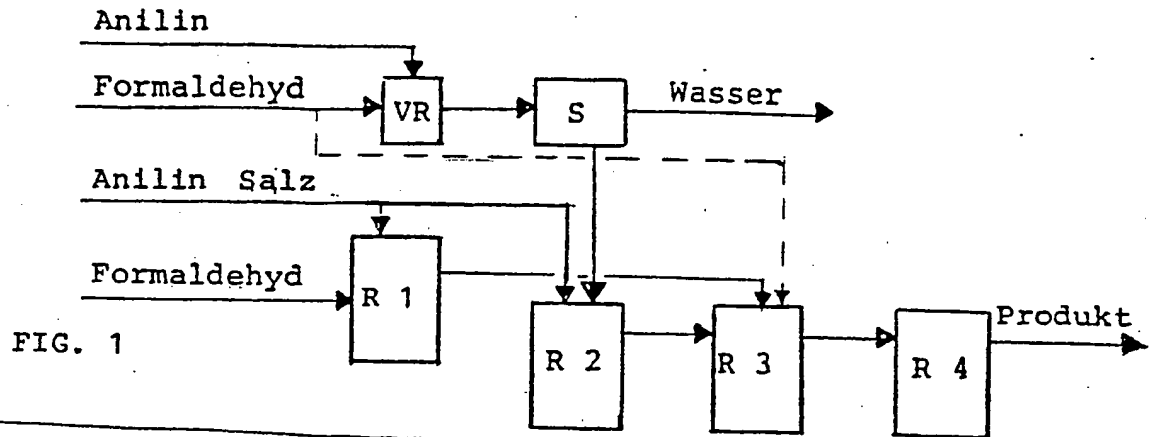 Anilin
Formaldehyd
VR
S
Wasser
Anilin Salz
Formaldehyd
R 1
R 2
R 3
R 4
Produkt
FIG. 1